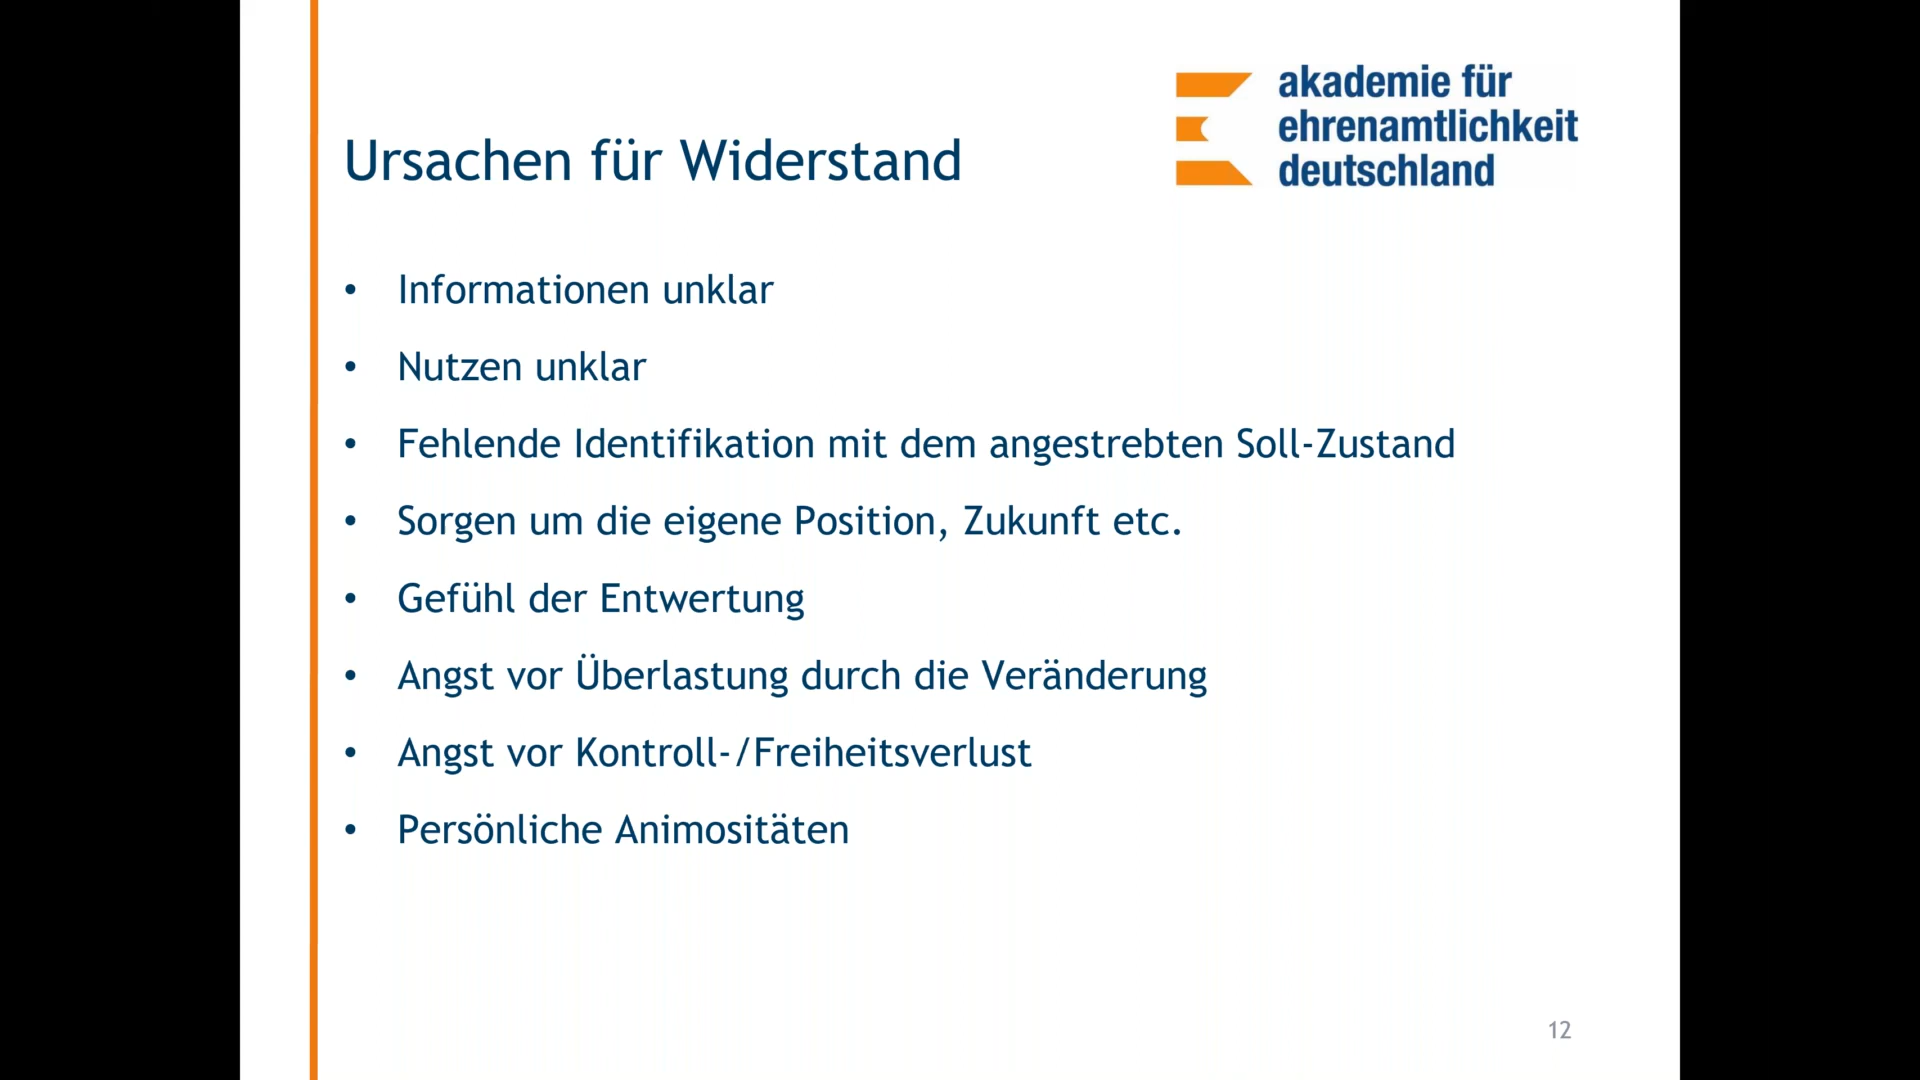 akademie für
ehrenamtlichkeit
deutschland
Ursachen für Widerstand
• Informationen unklar
• Nutzen unklar
• Fehlende Identifikation mit dem angestrebten Soll-Zustand
• Sorgen um die eigene Position, Zukunft etc.
• Gefühl der Entwertung
• Angst vor Überlastung durch die Veränderung
• Angst vor Kontroll-/Freiheitsverlust
• Persönliche Animositäten
12